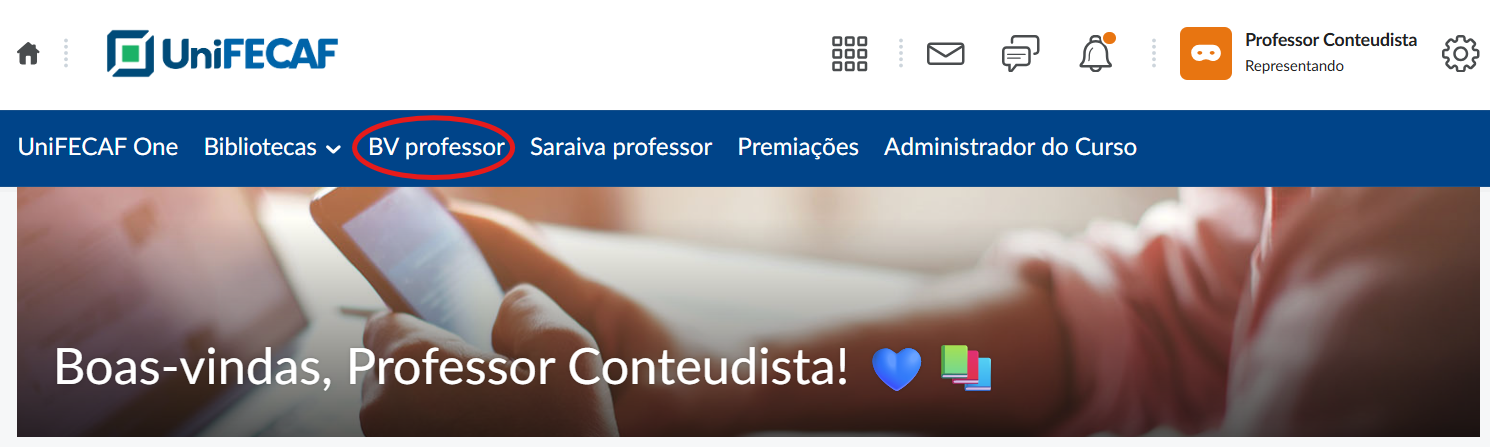 UniFECAF
Professor Conteudista
Representando
UniFECAF One Bibliotecas BV professor Saraiva professor Premiações Administrador do Curso
Boas-vindas, Professor Conteudista! 💙 📚